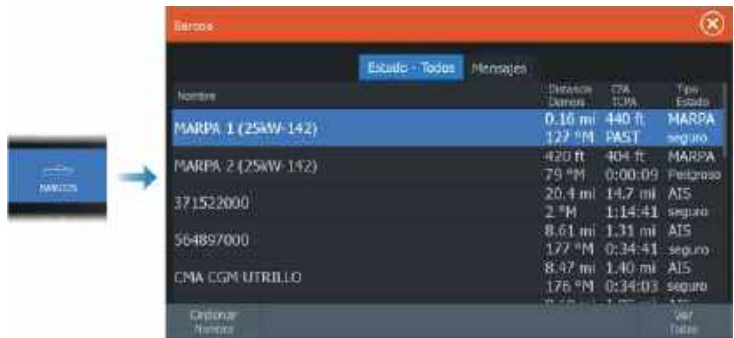 Barcos
Estado - Todos Mensajes
Nombre Distancia CPA Tipo
Demora TCPA Estado
MARPA 1 (25kW-142) 0.16 mi 440 ft MARPA
127 °M PAST seguro
MARPA 2 (25kW-142) 420 ft 404 ft MARPA
79 °M 0:00:09 Peligroso
371522000 20.4 mi 14.7 mi AIS
2 °M 1:14:41 seguro
564897000 8.61 mi 1.31 mi AIS
177 °M 0:34:41 seguro
CMA CGM UTRILLO 8.47 mi 1.40 mi AIS
176 °M 0:34:03 seguro
BARCOS
Ordenar Ver
Nombre Todos